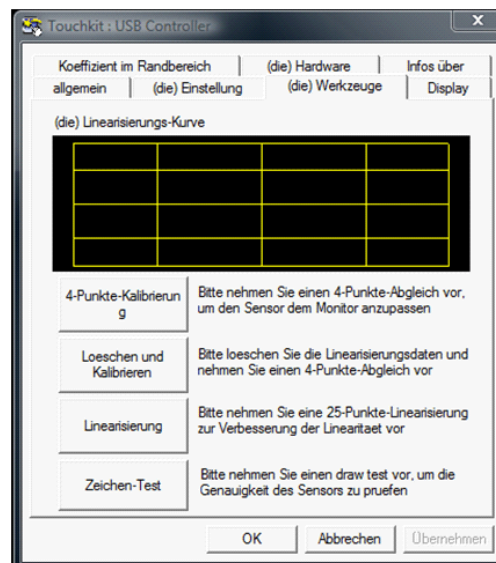 Touchkit : USB Controller
Koeffizient im Randbereich (die) Hardware Infos über
allgemein (die) Einstellung (die) Werkzeuge Display
(die) Linearisierungs-Kurve
4-Punkte-Kalibrierun
g
Bitte nehmen Sie einen 4-Punkte-Abgleich vor,
um den Sensor dem Monitor anzupassen
Loeschen und
Kalibrieren
Bitte loeschen Sie die Linearisierungsdaten und
nehmen Sie einen 4-Punkte-Abgleich vor
Linearisierung
Bitte nehmen Sie eine 25-Punkte-Linearisierung
zur Verbesserung der Linearitaet vor
Zeichen-Test
Bitte nehmen Sie einen draw test vor, um die
Genauigkeit des Sensors zu pruefen
OK Abbrechen Übernehmen